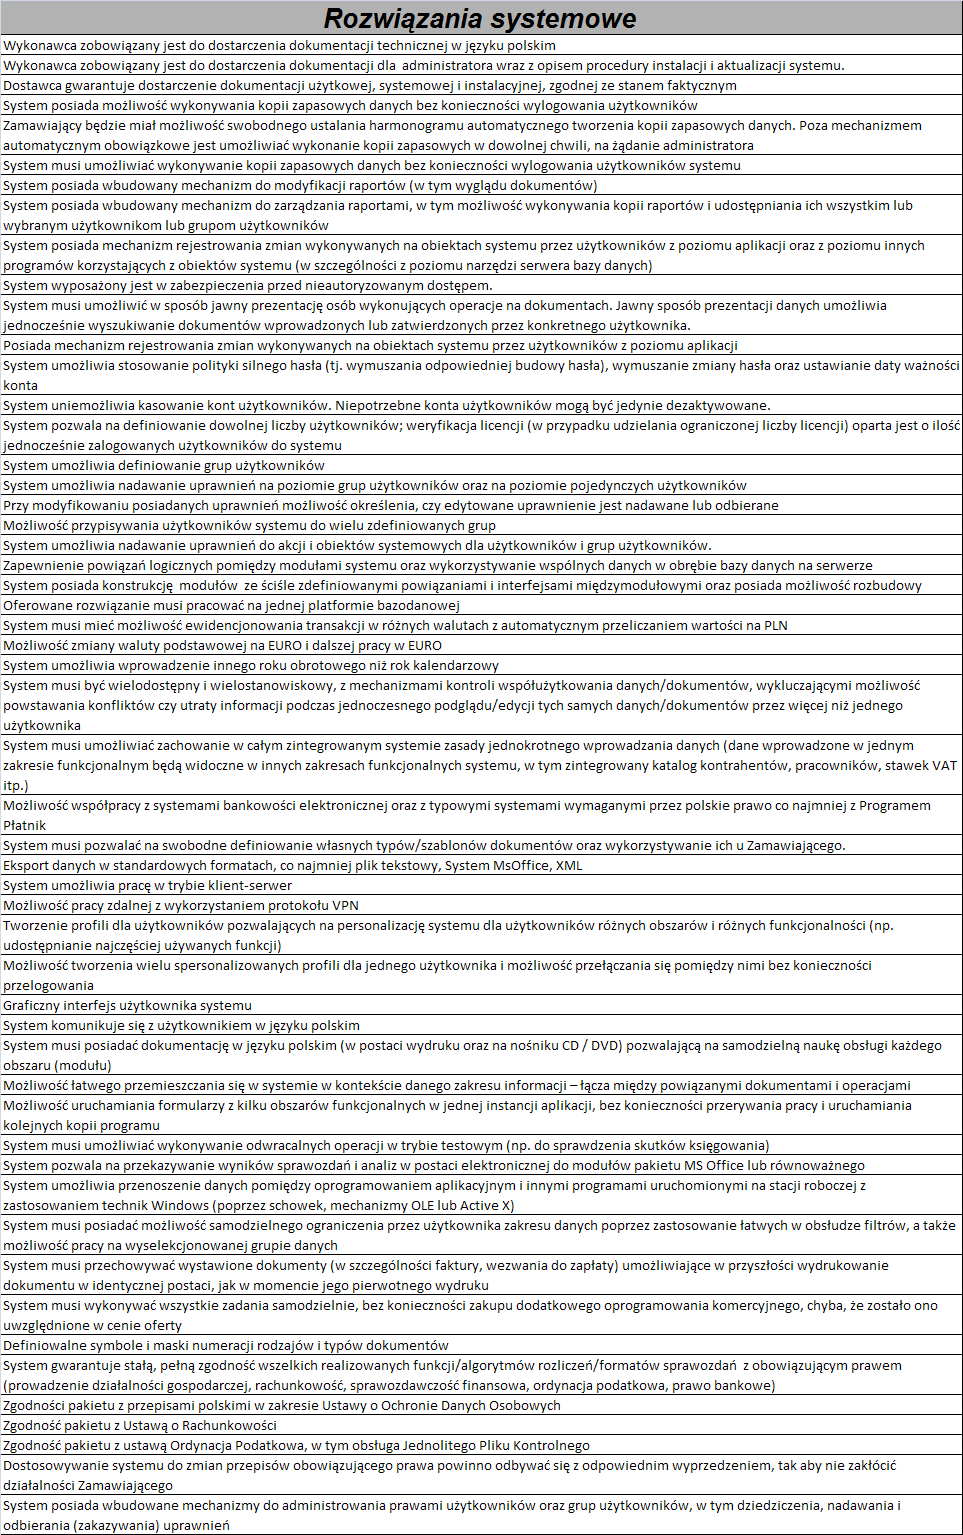 Rozwiązania systemowe
Wykonawca zobowiązany jest do dostarczenia dokumentacji technicznej w języku polskim
Wykonawca zobowiązany jest do dostarczenia dokumentacji dla  administratora wraz z opisem procedury instalacji i aktualizacji systemu.
Dostawca gwarantuje dostarczenie dokumentacji użytkowej, systemowej i instalacyjnej, zgodnej ze stanem faktycznym
System posiada możliwość wykonywania kopii zapasowych danych bez konieczności wylogowania użytkowników
Zamawiający będzie miał możliwość swobodnego ustalania harmonogramu automatycznego tworzenia kopii zapasowych danych. Poza mechanizmem
automatycznym obowiązkowe jest umożliwiać wykonanie kopii zapasowych w dowolnej chwili, na żądanie administratora
System musi umożliwiać wykonywanie kopii zapasowych danych bez konieczności wylogowania użytkowników systemu
System posiada wbudowany mechanizm do modyfikacji raportów (w tym wyglądu dokumentów)
System posiada wbudowany mechanizm do zarządzania raportami, w tym możliwość wykonywania kopii raportów i udostępniania ich wszystkim lub
wybranym użytkownikom lub grupom użytkowników
System posiada mechanizm rejestrowania zmian wykonywanych na obiektach systemu przez użytkowników z poziomu aplikacji oraz z poziomu innych
programów korzystających z obiektów systemu (w szczególności z poziomu narzędzi serwera bazy danych)
System wyposażony jest w zabezpieczenia przed nieautoryzowanym dostępem.
System musi umożliwić w sposób jawny prezentację osób wykonujących operacje na dokumentach. Jawny sposób prezentacji danych umożliwia
jednocześnie wyszukiwanie dokumentów wprowadzonych lub zatwierdzonych przez konkretnego użytkownika.
Posiada mechanizm rejestrowania zmian wykonywanych na obiektach systemu przez użytkowników z poziomu aplikacji
System umożliwia stosowanie polityki silnego hasła (tj. wymuszania odpowiedniej budowy hasła), wymuszanie zmiany hasła oraz ustawianie daty ważności
konta
System uniemożliwia kasowanie kont użytkowników. Niepotrzebne konta użytkowników mogą być jedynie dezaktywowane.
System pozwala na definiowanie dowolnej liczby użytkowników; weryfikacja licencji (w przypadku udzielania ograniczonej liczby licencji) oparta jest o ilość
jednocześnie zalogowanych użytkowników do systemu
System umożliwia definiowanie grup użytkowników
System umożliwia nadawanie uprawnień na poziomie grup użytkowników oraz na poziomie pojedynczych użytkowników
Przy modyfikowaniu posiadanych uprawnień możliwość określenia, czy edytowane uprawnienie jest nadawane lub odbierane
Możliwość przypisywania użytkowników systemu do wielu zdefiniowanych grup
System umożliwia nadawanie uprawnień do akcji i obiektów systemowych dla użytkowników i grup użytkowników.
Zapewnienie powiązań logicznych pomiędzy modułami systemu oraz wykorzystywanie wspólnych danych w obrębie bazy danych na serwerze
System posiada konstrukcję  modułów  ze ściśle zdefiniowanymi powiązaniami i interfejsami międzymodułowymi oraz posiada możliwość rozbudowy
Oferowane rozwiązanie musi pracować na jednej platformie bazodanowej
System musi mieć możliwość ewidencjonowania transakcji w różnych walutach z automatycznym przeliczaniem wartości na PLN
Możliwość zmiany waluty podstawowej na EURO i dalszej pracy w EURO
System umożliwia wprowadzenie innego roku obrotowego niż rok kalendarzowy
System musi być wielodostępny i wielostanowiskowy, z mechanizmami kontroli współużytkowania danych/dokumentów, wykluczającymi możliwość
powstawania konfliktów czy utraty informacji podczas jednoczesnego podglądu/edycji tych samych danych/dokumentów przez więcej niż jednego
użytkownika
System musi umożliwiać zachowanie w całym zintegrowanym systemie zasady jednokrotnego wprowadzania danych (dane wprowadzone w jednym
zakresie funkcjonalnym będą widoczne w innych zakresach funkcjonalnych systemu, w tym zintegrowany katalog kontrahentów, pracowników, stawek VAT
itp.)
Możliwość współpracy z systemami bankowości elektronicznej oraz z typowymi systemami wymaganymi przez polskie prawo co najmniej z Programem
Płatnik
System musi pozwalać na swobodne definiowanie własnych typów/szablonów dokumentów oraz wykorzystywanie ich u Zamawiającego.
Eksport danych w standardowych formatach, co najmniej plik tekstowy, System MsOffice, XML
System umożliwia pracę w trybie klient-serwer
Możliwość pracy zdalnej z wykorzystaniem protokołu VPN
Tworzenie profili dla użytkowników pozwalających na personalizację systemu dla użytkowników różnych obszarów i różnych funkcjonalności (np.
udostępnianie najczęściej używanych funkcji)
Możliwość tworzenia wielu spersonalizowanych profili dla jednego użytkownika i możliwość przełączania się pomiędzy nimi bez konieczności
przelogowania
Graficzny interfejs użytkownika systemu
System komunikuje się z użytkownikiem w języku polskim
System musi posiadać dokumentację w języku polskim (w postaci wydruku oraz na nośniku CD / DVD) pozwalającą na samodzielną naukę obsługi każdego
obszaru (modułu)
Możliwość łatwego przemieszczania się w systemie w kontekście danego zakresu informacji – łącza między powiązanymi dokumentami i operacjami
Możliwość uruchamiania formularzy z kilku obszarów funkcjonalnych w jednej instancji aplikacji, bez konieczności przerywania pracy i uruchamiania
kolejnych kopii programu
System musi umożliwiać wykonywanie odwracalnych operacji w trybie testowym (np. do sprawdzenia skutków księgowania)
System pozwala na przekazywanie wyników sprawozdań i analiz w postaci elektronicznej do modułów pakietu MS Office lub równoważnego
System umożliwia przenoszenie danych pomiędzy oprogramowaniem aplikacyjnym i innymi programami uruchomionymi na stacji roboczej z
zastosowaniem technik Windows (poprzez schowek, mechanizmy OLE lub Active X)
System musi posiadać możliwość samodzielnego ograniczenia przez użytkownika zakresu danych poprzez zastosowanie łatwych w obsłudze filtrów, a także
możliwość pracy na wyselekcjonowanej grupie danych
System musi przechowywać wystawione dokumenty (w szczególności faktury, wezwania do zapłaty) umożliwiające w przyszłości wydrukowanie
dokumentu w identycznej postaci, jak w momencie jego pierwotnego wydruku
System musi wykonywać wszystkie zadania samodzielnie, bez konieczności zakupu dodatkowego oprogramowania komercyjnego, chyba, że zostało ono
uwzględnione w cenie oferty
Definiowalne symbole i maski numeracji rodzajów i typów dokumentów
System gwarantuje stałą, pełną zgodność wszelkich realizowanych funkcji/algorytmów rozliczeń/formatów sprawozdań  z obowiązującym prawem
(prowadzenie działalności gospodarczej, rachunkowość, sprawozdawczość finansowa, ordynacja podatkowa, prawo bankowe)
Zgodności pakietu z przepisami polskimi w zakresie Ustawy o Ochronie Danych Osobowych
Zgodność pakietu z Ustawą o Rachunkowości
Zgodność pakietu z ustawą Ordynacja Podatkowa, w tym obsługa Jednolitego Pliku Kontrolnego
Dostosowywanie systemu do zmian przepisów obowiązującego prawa powinno odbywać się z odpowiednim wyprzedzeniem, tak aby nie zakłócić
działalności Zamawiającego
System posiada wbudowane mechanizmy do administrowania prawami użytkowników oraz grup użytkowników, w tym dziedziczenia, nadawania i
odbierania (zakazywania) uprawnień